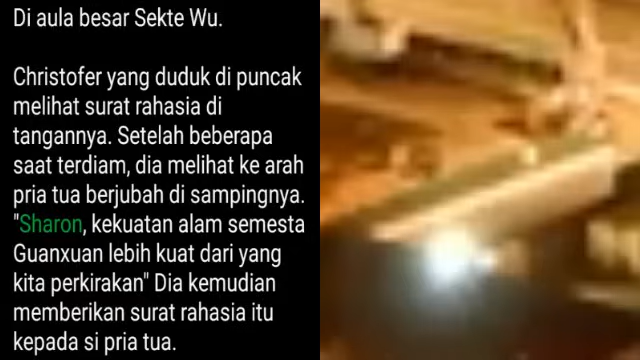 Di aula besar Sekte Wu.
Christofer yang duduk di puncak
melihat surat rahasia di
tangannya. Setelah beberapa
saat terdiam, dia melihat ke arah
pria tua berjubah di sampingnya.
"Sharon, kekuatan alam semesta
Guanxuan lebih kuat dari yang
kita perkirakan" Dia kemudian
memberikan surat rahasia itu
kepada si pria tua.